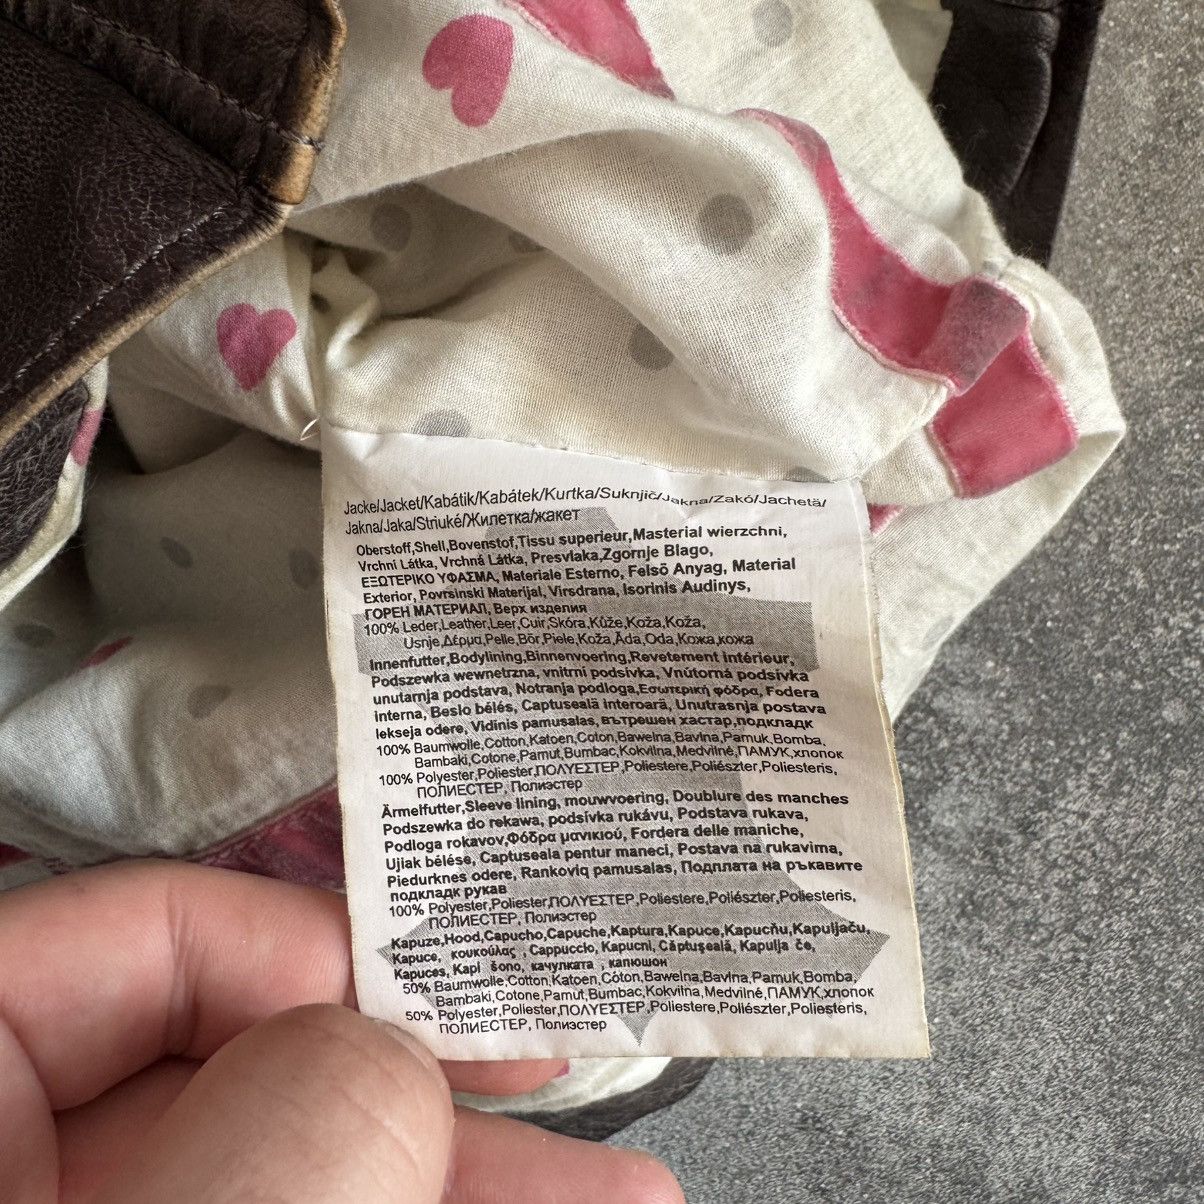 Jacke/Jacket/Kabátik/Kabátek/Kurtka/Suknjič/Jakna/Zakó/Jachetă/
Jakna/Jaka/Striuké/Жилетка/жакет
Oberstoff,Shell,Bovenstof,Tissu superieur,Masterial wierzchni,
Vrchni Látka, Vrchná Látka, Presvlaka,Zgornje Blago,
ΕΞΩΤΕΡΙΚΟ ΥΦΑΣΜΑ, Materiale Esterno, Felsö Anyag, Material
Exterior, Povrsinski Materijal, Virsdrana, Isorinis Audinys,
ГОРЕН МАТЕРИАЛ, Верх изделия
100% Leder,Leather,Leer,Cuir,Skóra,Kůže,Koža,Koža,
Usnje,Δέρμα,Pelle,Bőr,Piele,Koža,Āda,Oda,Кожа,кожа
Innenfutter,Bodylining,Binnenvoering,Revetement intérieur,
Podszewka wewnetrzna, vnitrni podsívka, Vnútorná podsivka
unutarnja podstava, Notranja podloga,Εσωτερική φόδρα, Fodera
interna, Beslo bélés, Captuseală interoară, Unutrasnja postava
lekseja odere, Vidinis pamusalas, вътрешен хастар,подкладк
100% Baumwolle,Cotton,Katoen,Coton,Bawelna,Bavlna,Pamuk,Bomba,
Bambaki,Cotone,Pamut,Bumbac,Kokvilna,Medvilné,ПАМУК,хлопок
100% Polyester,Poliester,ΠΟΛΥΕΣΤΕΡ,Poliestere,Poliészter,Poliesteris,
ПОЛИЕСТЕР, Полиэстер
Ärmelfutter,Sleeve lining, mouwvoering, Doublure des manches
Podszewka do rekawa, podsívka rukávu, Podstava rukava,
Podloga rokavov,Φόδρα μανικιού, Fordera delle maniche,
Ujiak bélése, Captuseala pentur maneci, Postava na rukavima,
Piedurknes odere, Rankoviq pamusalas, Подплата на ръкавите
подкладк рукав
100% Polyester,Poliester,ΠΟΛΥΕΣΤΕΡ,Poliestere,Poliészter,Poliesteris,
ПОЛИЕСТЕР, Полиэстер
Kapuze,Hood,Capucho,Capuche,Kaptura,Kapuce,Kapucňu,Kapuljaču,
Kapuce, κουκούλας , Cappuccio, Kapucni, Căptuşeală, Kapulja če,
Kapuces, Kapi šono, качулката , капюшон
50% Baumwolle,Cotton,Katoen,Coton,Bawelna,Bavlna,Pamuk,Bomba,
Bambaki,Cotone,Pamut,Bumbac,Kokvilna,Medvilné,ПАМУК,хлопок
50% Polyester,Poliester,ΠΟΛΥΕΣΤΕΡ,Poliestere,Poliészter,Poliesteris,
ПОЛИЕСТЕР, Полиэстер